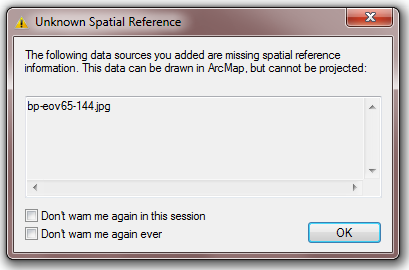 Unknown Spatial Reference
The following data sources you added are missing spatial reference
information. This data can be drawn in ArcMap, but cannot be projected:
bp-eov65-144.jpg
Don't warn me again in this session
Don't warn me again ever
OK